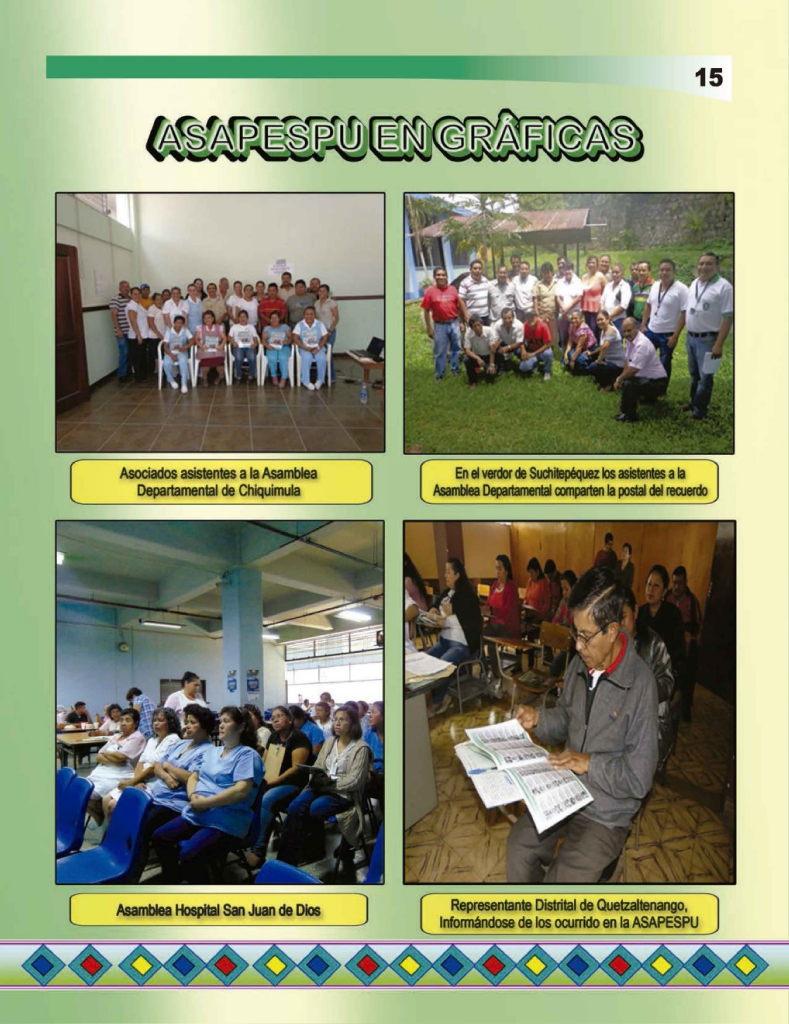 15
ASAPESPU EN GRÁFICAS
Asociados asistentes a la Asamblea
Departamental de Chiquimula
En el verdor de Suchitepéquez los asistentes a la
Asamblea Departamental comparten la postal del recuerdo
Asamblea Hospital San Juan de Dios
Representante Distrital de Quetzaltenango,
Informándose de los ocurrido en la ASAPESPU